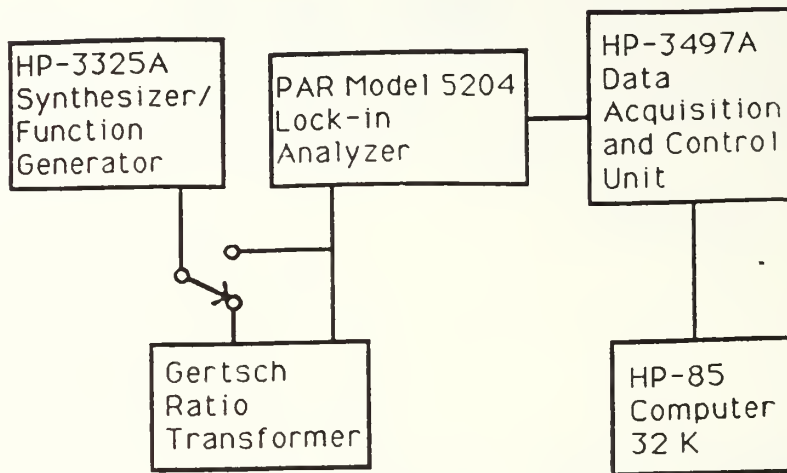 HP-3325A
Synthesizer/
Function
Generator
PAR Model 5204
Lock-in
Analyzer
HP-3497A
Data
Acquisition
and Control
Unit
Gertsch
Ratio
Transformer
HP-85
Computer
32 K